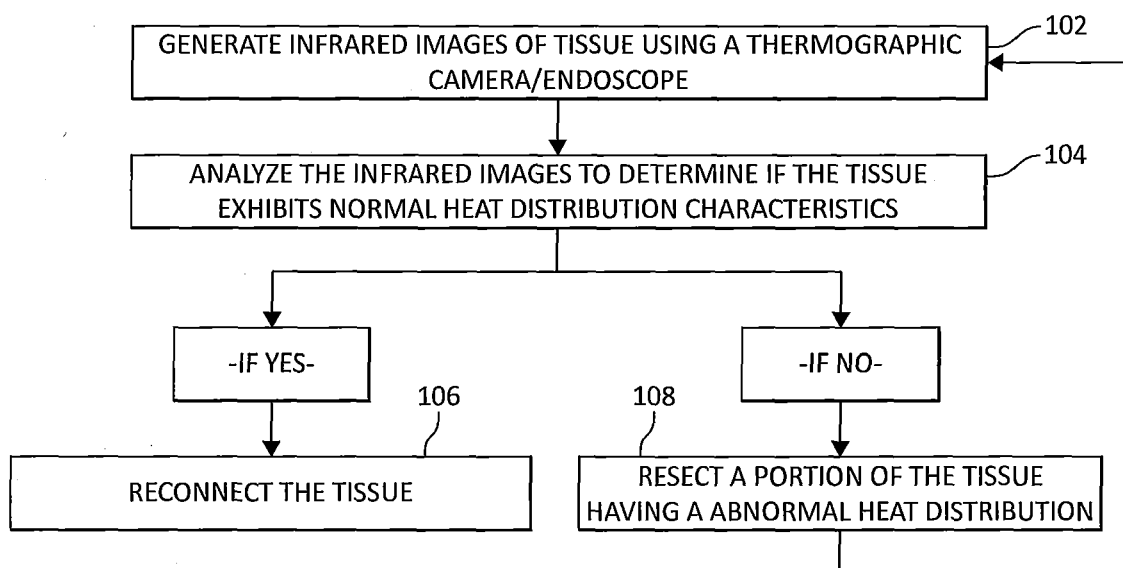 GENERATE INFRARED IMAGES OF TISSUE USING A THERMOGRAPHIC
CAMERA/ENDOSCOPE
102
ANALYZE THE INFRARED IMAGES TO DETERMINE IF THE TISSUE
EXHIBITS NORMAL HEAT DISTRIBUTION CHARACTERISTICS
104
-IF YES-
-IF NO-
106
RECONNECT THE TISSUE
108
RESECT A PORTION OF THE TISSUE
HAVING A ABNORMAL HEAT DISTRIBUTION